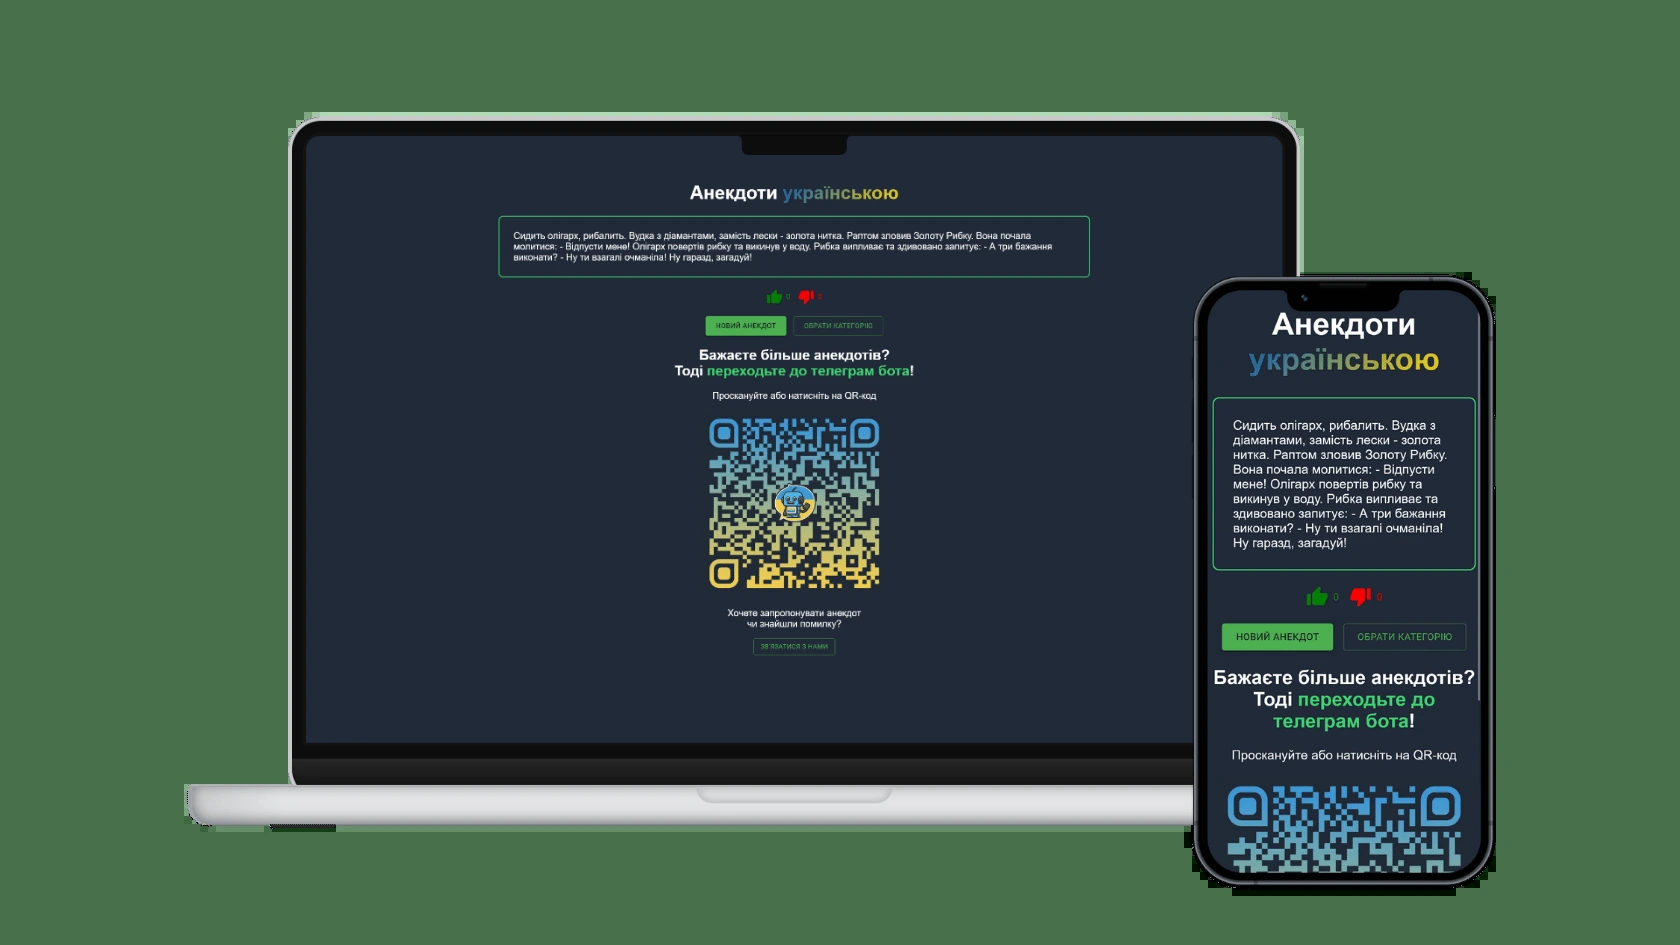 Анекдоти українською
Сидить олігарх, рибалить. Вудка з діамантами, замість лески - золота нитка. Раптом зловив Золоту Рибку. Вона почала
молитися: - Відпусти мене! Олігарх повертів рибку та викинув у воду. Рибка випливає та здивовано запитує: - А три бажання
виконати? - Ну ти взагалі очманіла! Ну гаразд, загадуй!
0 0
НОВИЙ АНЕКДОТ ОБРАТИ КАТЕГОРІЮ
Бажаєте більше анекдотів?
Тоді переходьте до телеграм бота!
Проскануйте або натисніть на QR-код
Хочете запропонувати анекдот
чи знайшли помилку?
ЗВ'ЯЗАТИСЯ З НАМИ
Анекдоти
українською
Сидить олігарх, рибалить. Вудка з
діамантами, замість лески - золота
нитка. Раптом зловив Золоту Рибку.
Вона почала молитися: - Відпусти
мене! Олігарх повертів рибку та
викинув у воду. Рибка випливає та
здивовано запитує: - А три бажання
виконати? - Ну ти взагалі очманіла!
Ну гаразд, загадуй!
0 0
НОВИЙ АНЕКДОТ ОБРАТИ КАТЕГОРІЮ
Бажаєте більше анекдотів?
Тоді переходьте до
телеграм бота!
Проскануйте або натисніть на QR-код